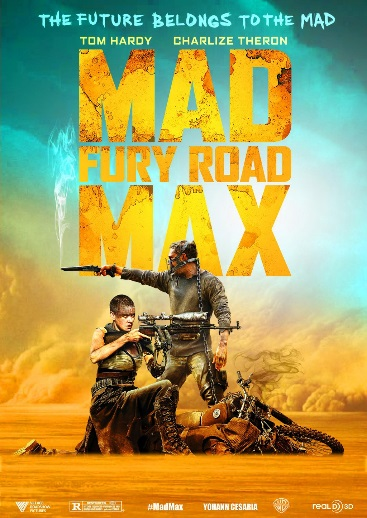 THE FUTURE BELONGS TO THE MAD
TOM HARDY CHARLIZE THERON
MAD
FURY ROAD
MAX
R
#MadMax
YOHANN CESARIA
REAL D 3D